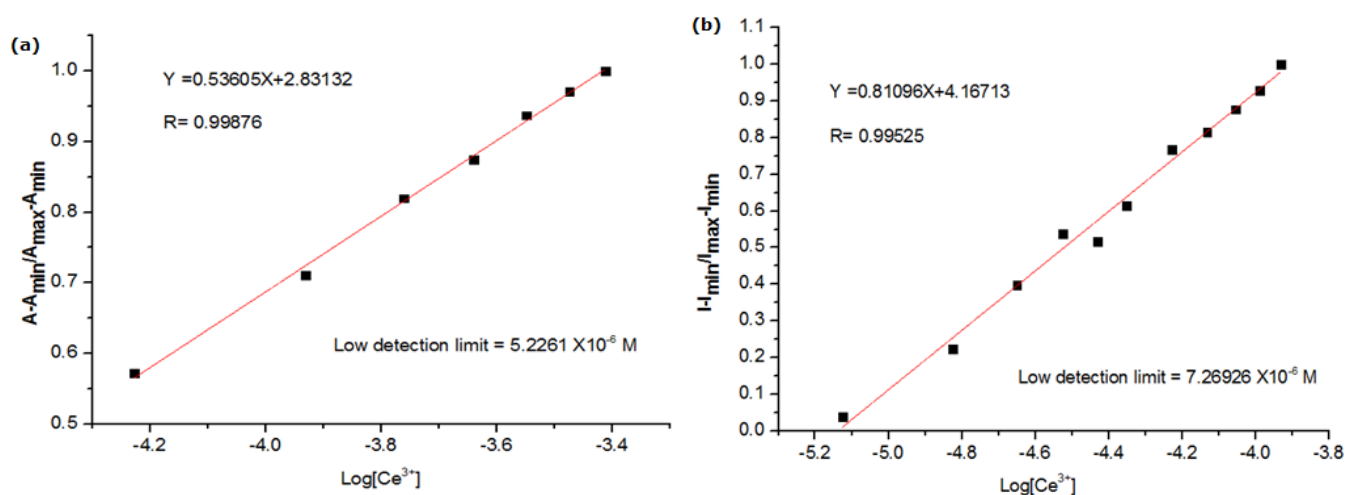 (a)
Y =0.53605X+2.83132
R= 0.99876
Low detection limit = 5.2261 X10⁻⁶ M
A-Amin/Amax-Amin
1.0
0.9
0.8
0.7
0.6
0.5
-4.2
-4.0
-3.8
-3.6
-3.4
Log[Ce³⁺]
(b)
Y =0.81096X+4.16713
R= 0.99525
Low detection limit = 7.26926 X10⁻⁶ M
I-Imin/Imax-Imin
1.1
1.0
0.9
0.8
0.7
0.6
0.5
0.4
0.3
0.2
0.1
0.0
-5.2
-5.0
-4.8
-4.6
-4.4
-4.2
-4.0
-3.8
Log[Ce³⁺]